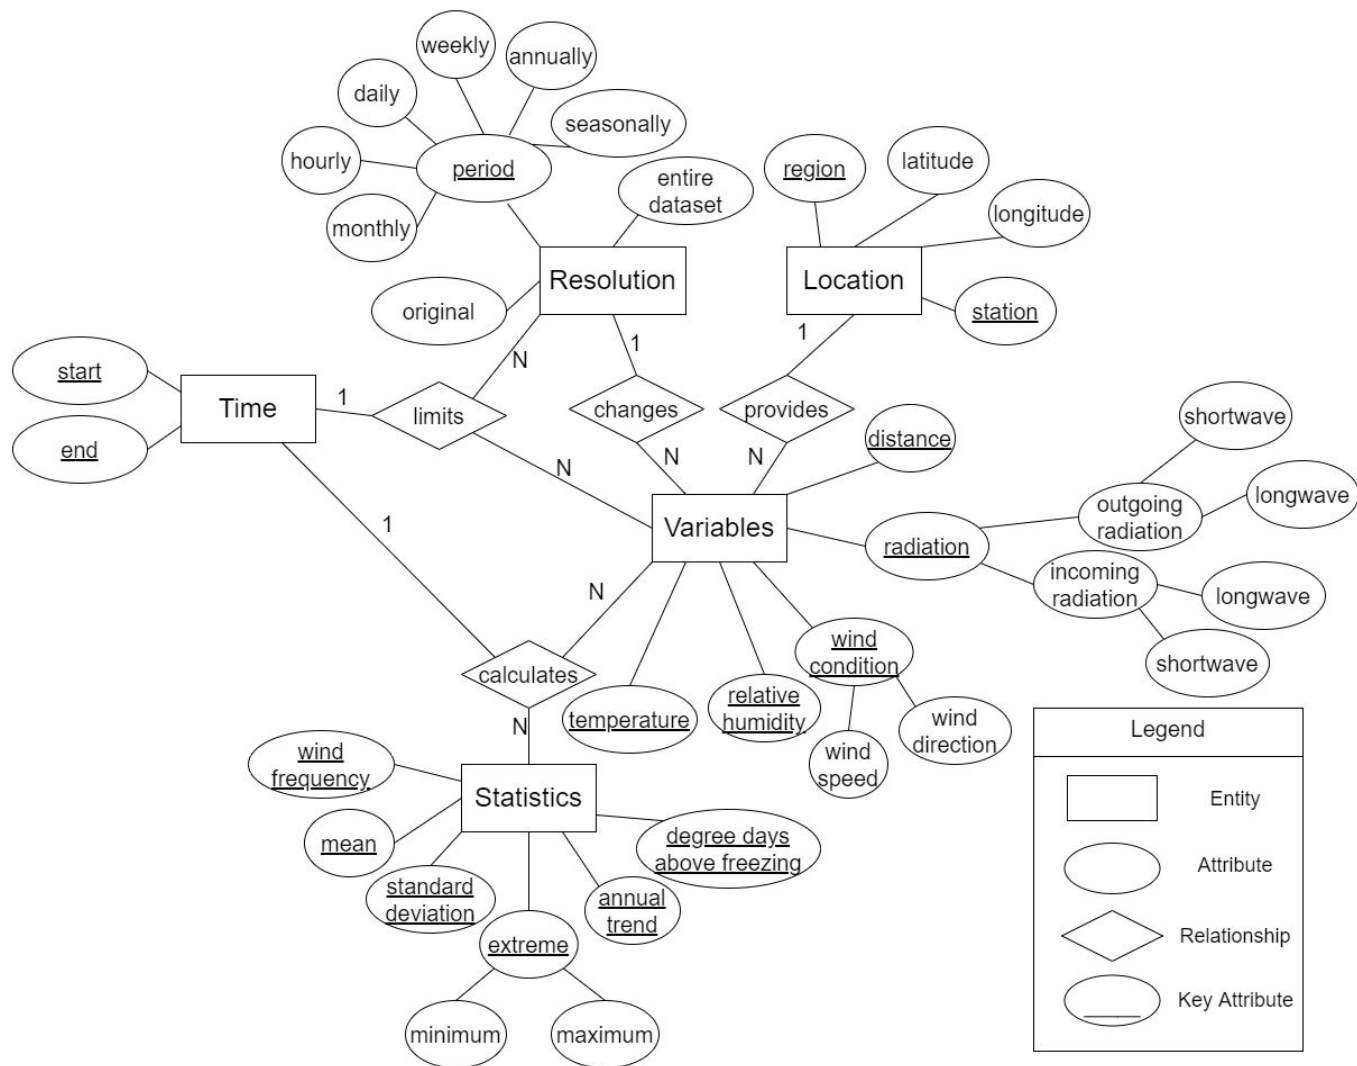 weekly
annually
daily
seasonally
hourly
period
monthly
entire
dataset
region
latitude
longitude
Resolution
Location
original
station
N
1
1
start
Time
1
limits
changes
provides
end
distance
shortwave
N
N
N
1
Variables
outgoing
radiation
longwave
radiation
incoming
radiation
longwave
shortwave
N
wind
condition
calculates
temperature
relative
humidity
wind
direction
wind
speed
N
wind
frequency
Statistics
mean
standard
deviation
degree days
above freezing
annual
trend
extreme
minimum
maximum
Legend
Entity
Attribute
Relationship
Key Attribute